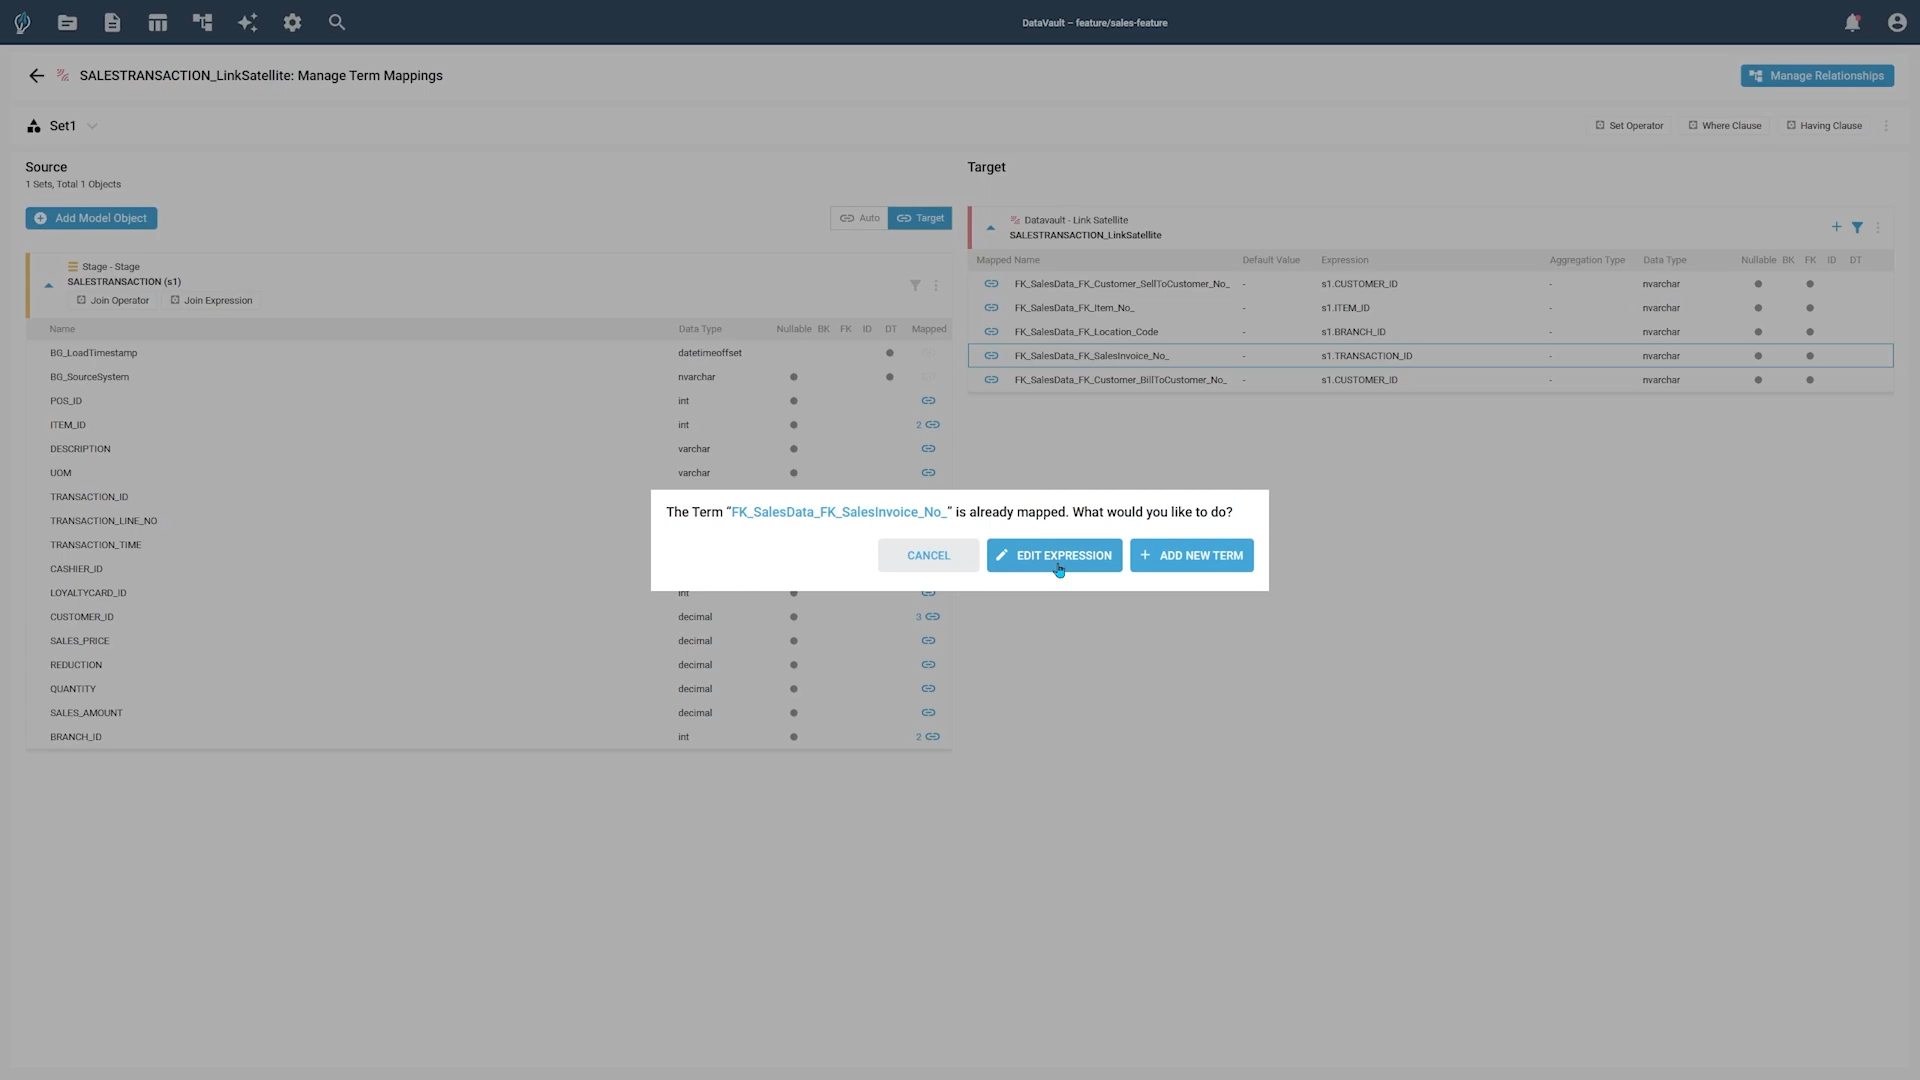 DataVault – feature/sales-feature
SALESTRANSACTION_LinkSatellite: Manage Term Mappings
Manage Relationships
Set1
Set Operator Where Clause Having Clause
Source
1 Sets, Total 1 Objects
Add Model Object
Auto Target
Stage - Stage
SALESTRANSACTION (s1)
Join Operator Join Expression
Name Data Type Nullable BK FK ID DT Mapped
BG_LoadTimestamp datetimeoffset
BG_SourceSystem nvarchar
POS_ID int
ITEM_ID int 2
DESCRIPTION varchar
UOM varchar
TRANSACTION_ID
TRANSACTION_LINE_NO
TRANSACTION_TIME
CASHIER_ID
LOYALTYCARD_ID int
CUSTOMER_ID decimal 3
SALES_PRICE decimal
REDUCTION decimal
QUANTITY decimal
SALES_AMOUNT decimal
BRANCH_ID int 2
Target
Datavault - Link Satellite
SALESTRANSACTION_LinkSatellite
Mapped Name Default Value Expression Aggregation Type Data Type Nullable BK FK ID DT
FK_SalesData_FK_Customer_SellToCustomer_No_ - s1.CUSTOMER_ID - nvarchar
FK_SalesData_FK_Item_No_ - s1.ITEM_ID - nvarchar
FK_SalesData_FK_Location_Code - s1.BRANCH_ID - nvarchar
FK_SalesData_FK_SalesInvoice_No_ - s1.TRANSACTION_ID - nvarchar
FK_SalesData_FK_Customer_BillToCustomer_No_ - s1.CUSTOMER_ID - nvarchar
The Term “FK_SalesData_FK_SalesInvoice_No_” is already mapped. What would you like to do?
CANCEL EDIT EXPRESSION ADD NEW TERM